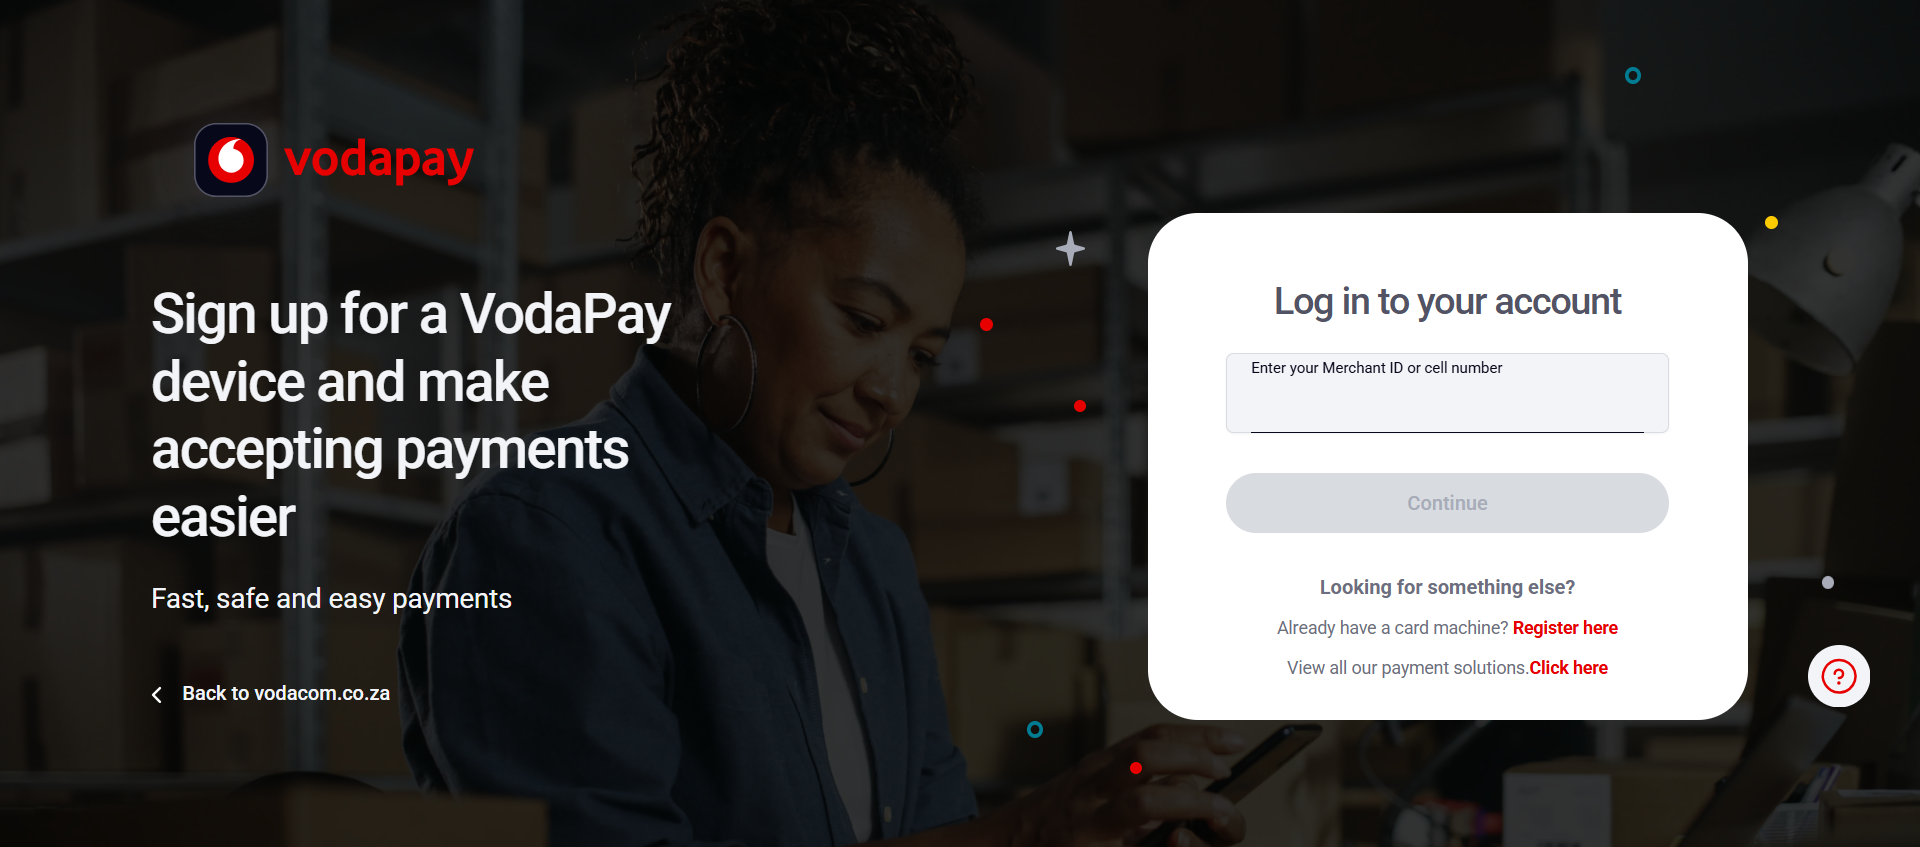 vodapay
Sign up for a VodaPay
device and make
accepting payments
easier
Fast, safe and easy payments
Back to vodacom.co.za
Log in to your account
Enter your Merchant ID or cell number
Continue
Looking for something else?
Already have a card machine? Register here
View all our payment solutions.Click here
?